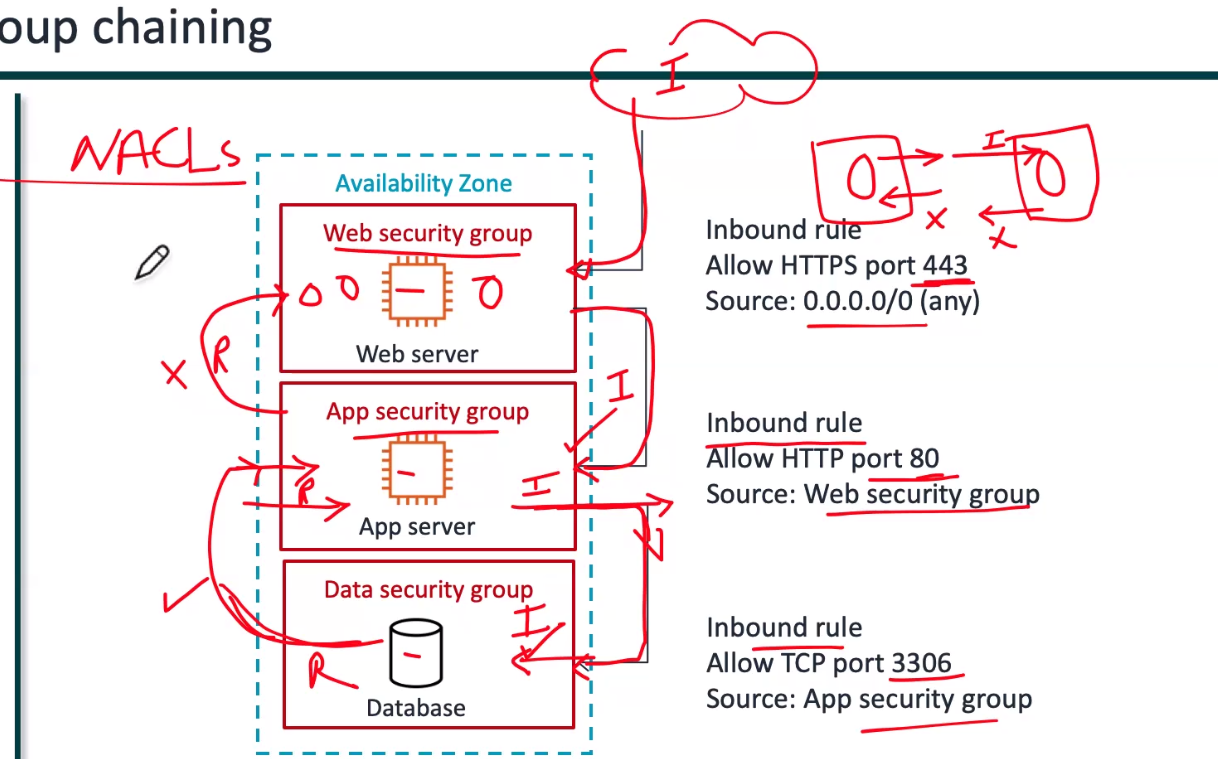 oup chaining
I
NACLs
I
Availability Zone
Web security group
O O O
Web server
X R
X X
Inbound rule
Allow HTTPS port 443
Source: 0.0.0.0/0 (any)
I
App security group
R I
App server
Inbound rule
Allow HTTP port 80
Source: Web security group
Data security group
I
R
Database
Inbound rule
Allow TCP port 3306
Source: App security group